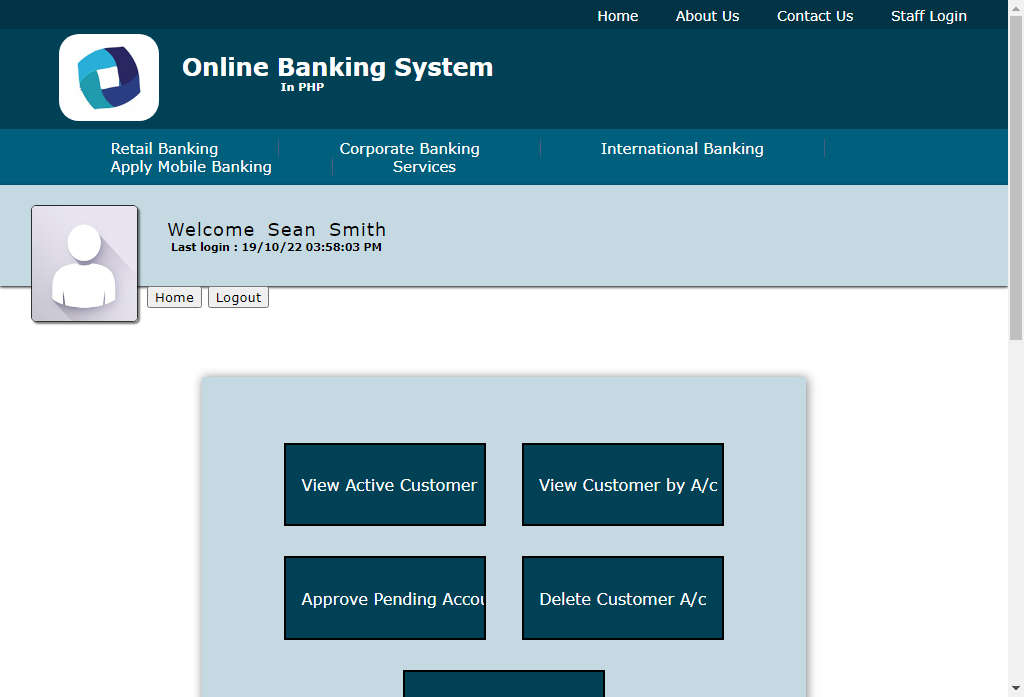 Home About Us Contact Us Staff Login
Online Banking System
In PHP
Retail Banking Corporate Banking International Banking
Apply Mobile Banking Services
Welcome Sean Smith
Last login : 19/10/22 03:58:03 PM
Home Logout
View Active Customer View Customer by A/c
Approve Pending Accou Delete Customer A/c